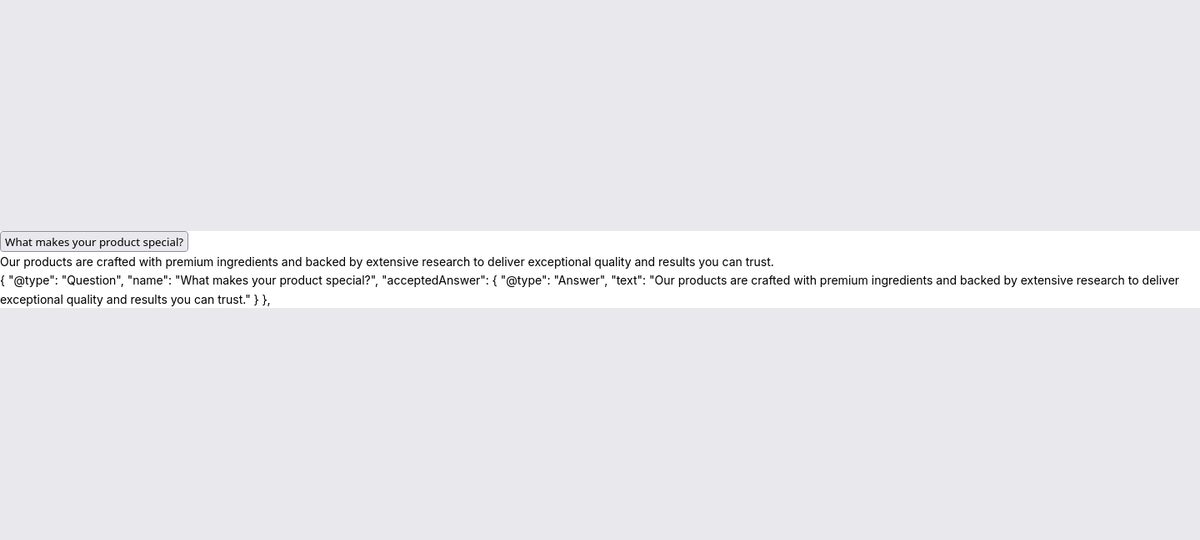 What makes your product special?
Our products are crafted with premium ingredients and backed by extensive research to deliver exceptional quality and results you can trust.
{ "@type": "Question", "name": "What makes your product special?", "acceptedAnswer": { "@type": "Answer", "text": "Our products are crafted with premium ingredients and backed by extensive research to deliver
exceptional quality and results you can trust." } },